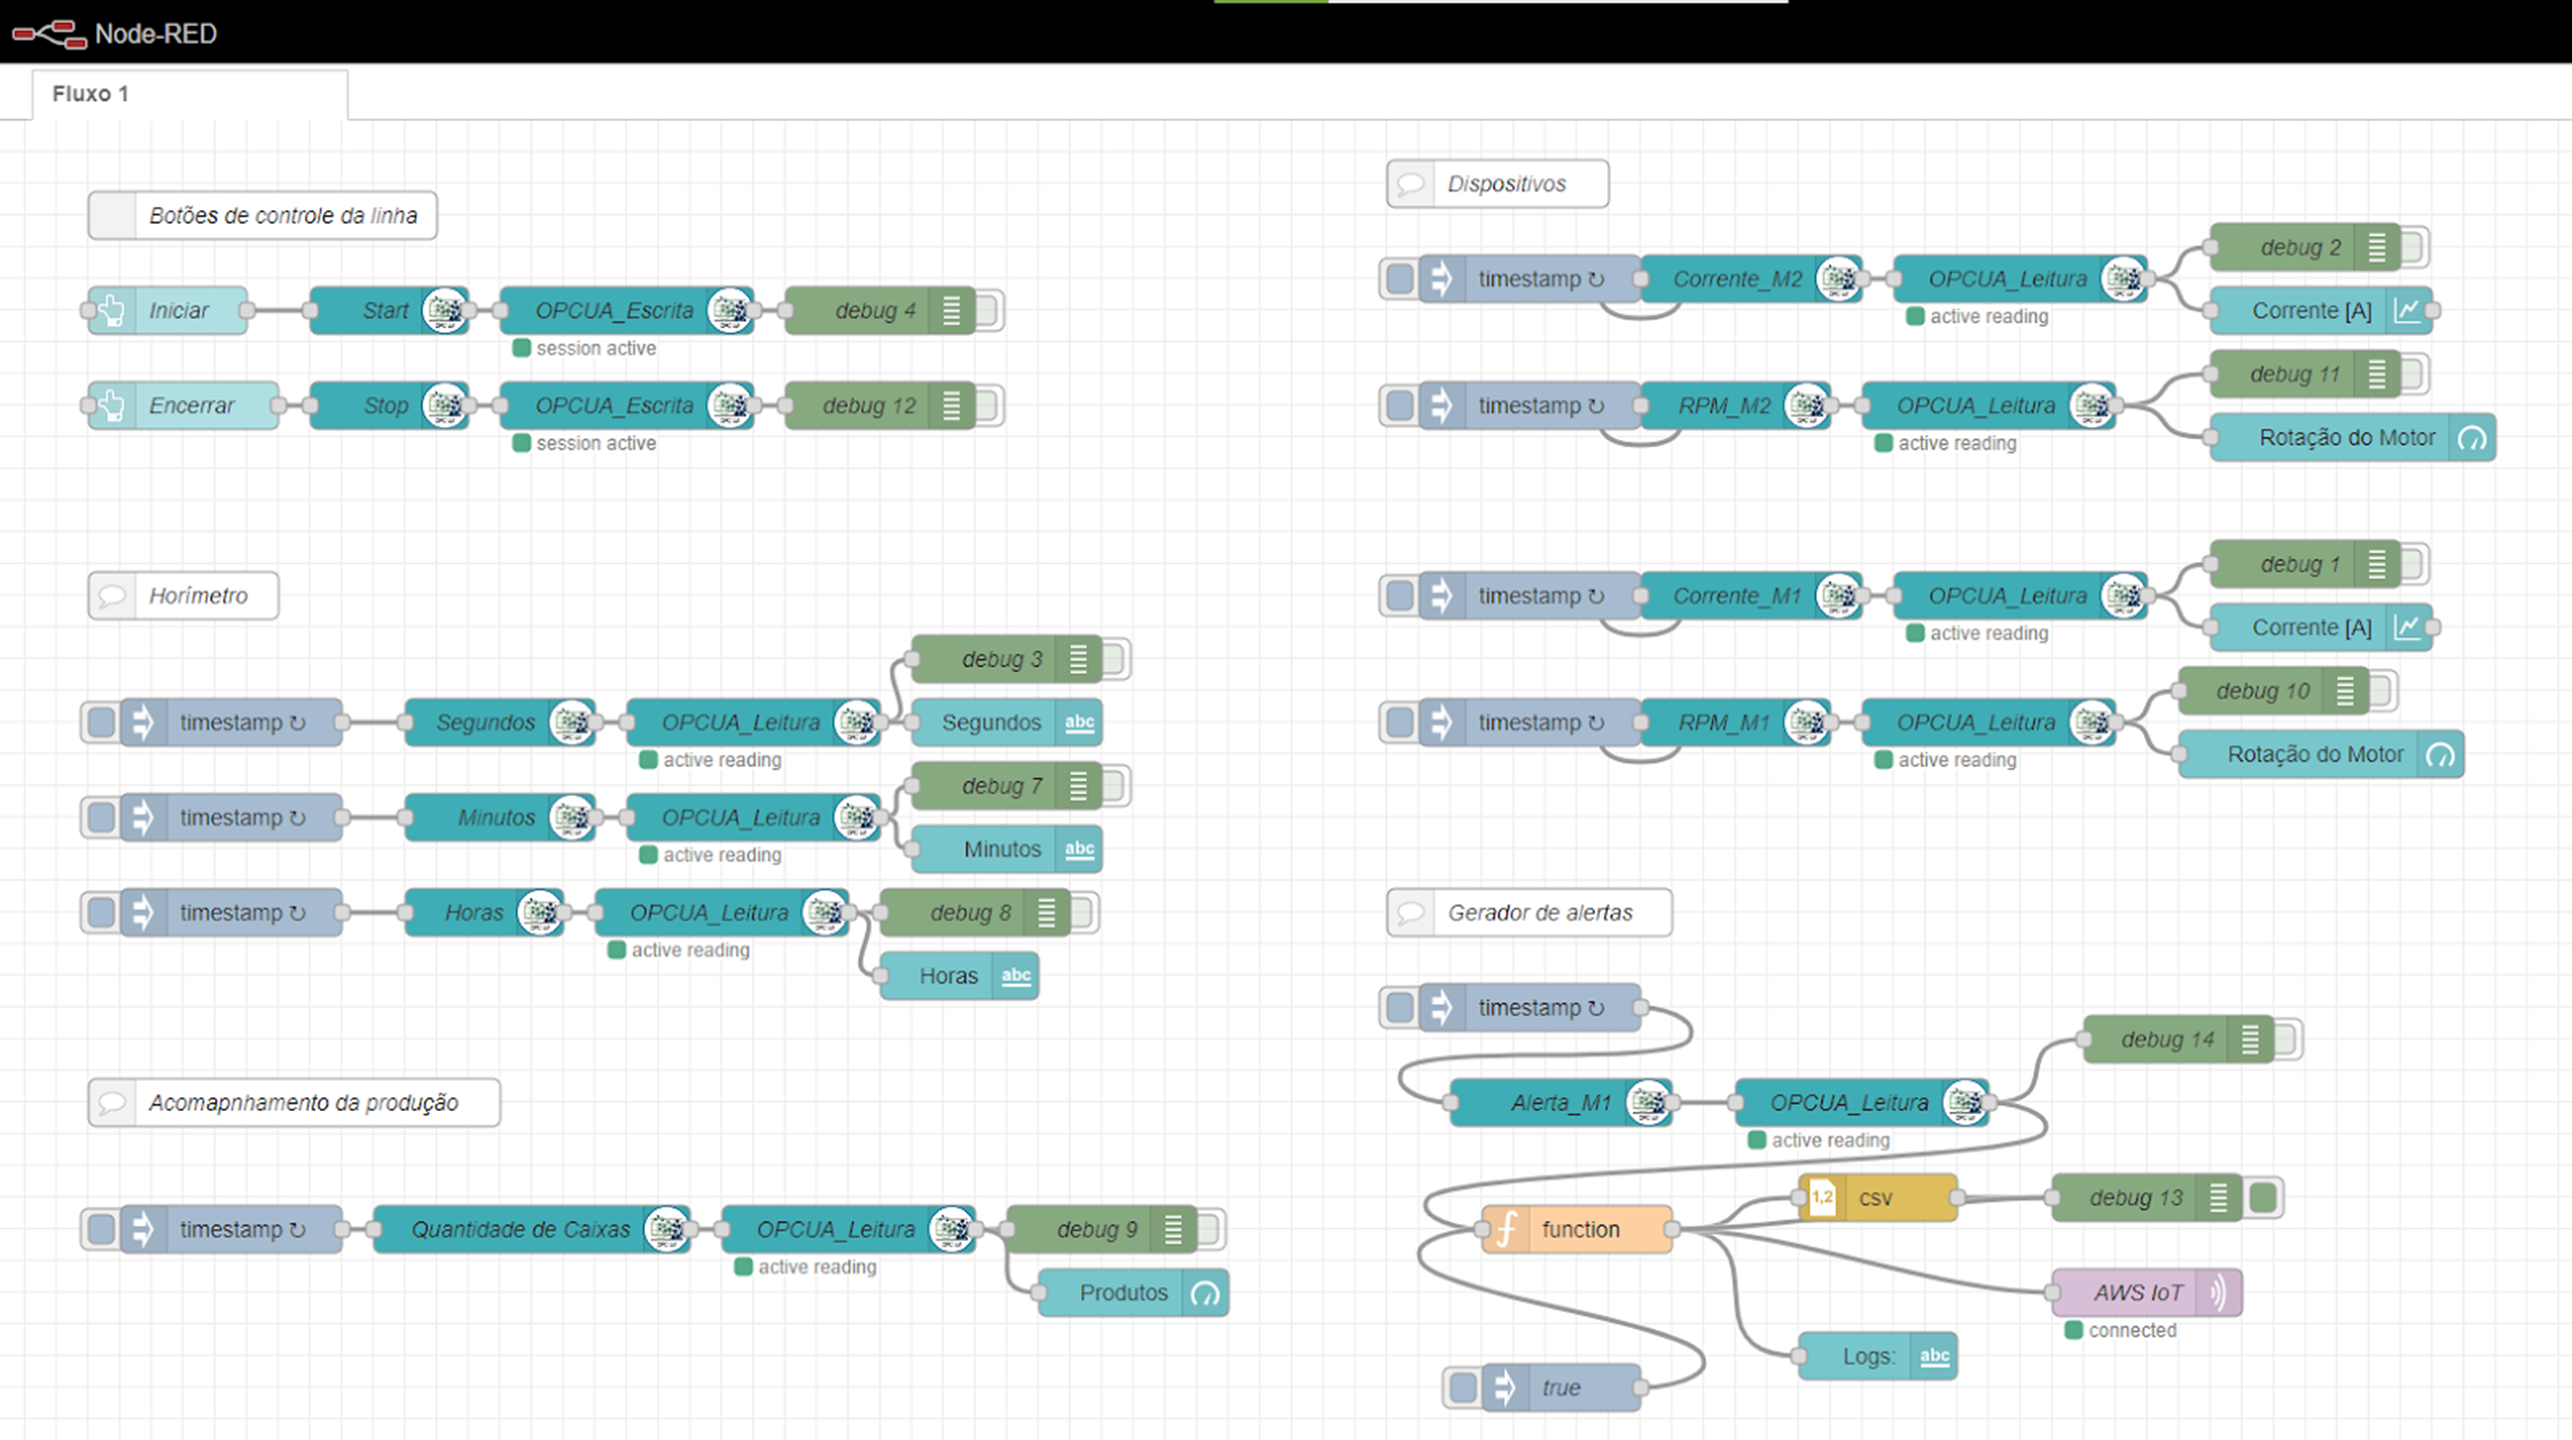 Node-RED
Fluxo 1
Botões de controle da linha
Iniciar
Start
OPCUA_Escrita
session active
debug 4
Encerrar
Stop
OPCUA_Escrita
session active
debug 12
Horímetro
timestamp ↻
Segundos
OPCUA_Leitura
active reading
debug 3
Segundos abc
timestamp ↻
Minutos
OPCUA_Leitura
active reading
debug 7
Minutos abc
timestamp ↻
Horas
OPCUA_Leitura
active reading
debug 8
Horas abc
Acomapnhamento da produção
timestamp ↻
Quantidade de Caixas
OPCUA_Leitura
active reading
debug 9
Produtos
Dispositivos
timestamp ↻
Corrente_M2
OPCUA_Leitura
active reading
debug 2
Corrente [A]
timestamp ↻
RPM_M2
OPCUA_Leitura
active reading
debug 11
Rotação do Motor
timestamp ↻
Corrente_M1
OPCUA_Leitura
active reading
debug 1
Corrente [A]
timestamp ↻
RPM_M1
OPCUA_Leitura
active reading
debug 10
Rotação do Motor
Gerador de alertas
timestamp ↻
Alerta_M1
OPCUA_Leitura
active reading
debug 14
function
1,2 csv
debug 13
AWS IoT
connected
Logs: abc
true